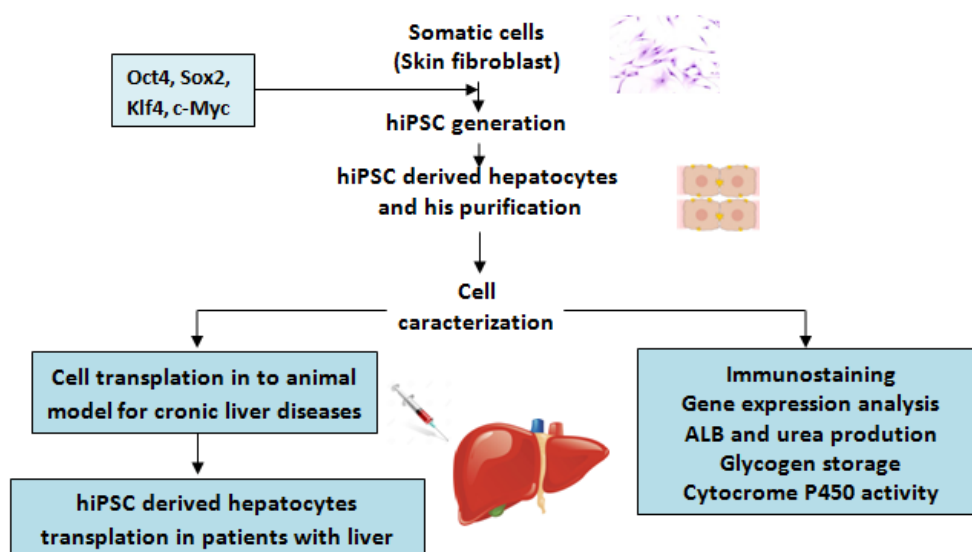 Somatic cells
(Skin fibroblast)
Oct4, Sox2,
Klf4, c-Myc
hiPSC generation
hiPSC derived hepatocytes
and his purification
Cell
caracterization
Cell transplation in to animal
model for cronic liver diseases
hiPSC derived hepatocytes
transplation in patients with liver
Immunostaining
Gene expression analysis
ALB and urea prodution
Glycogen storage
Cytocrome P450 activity